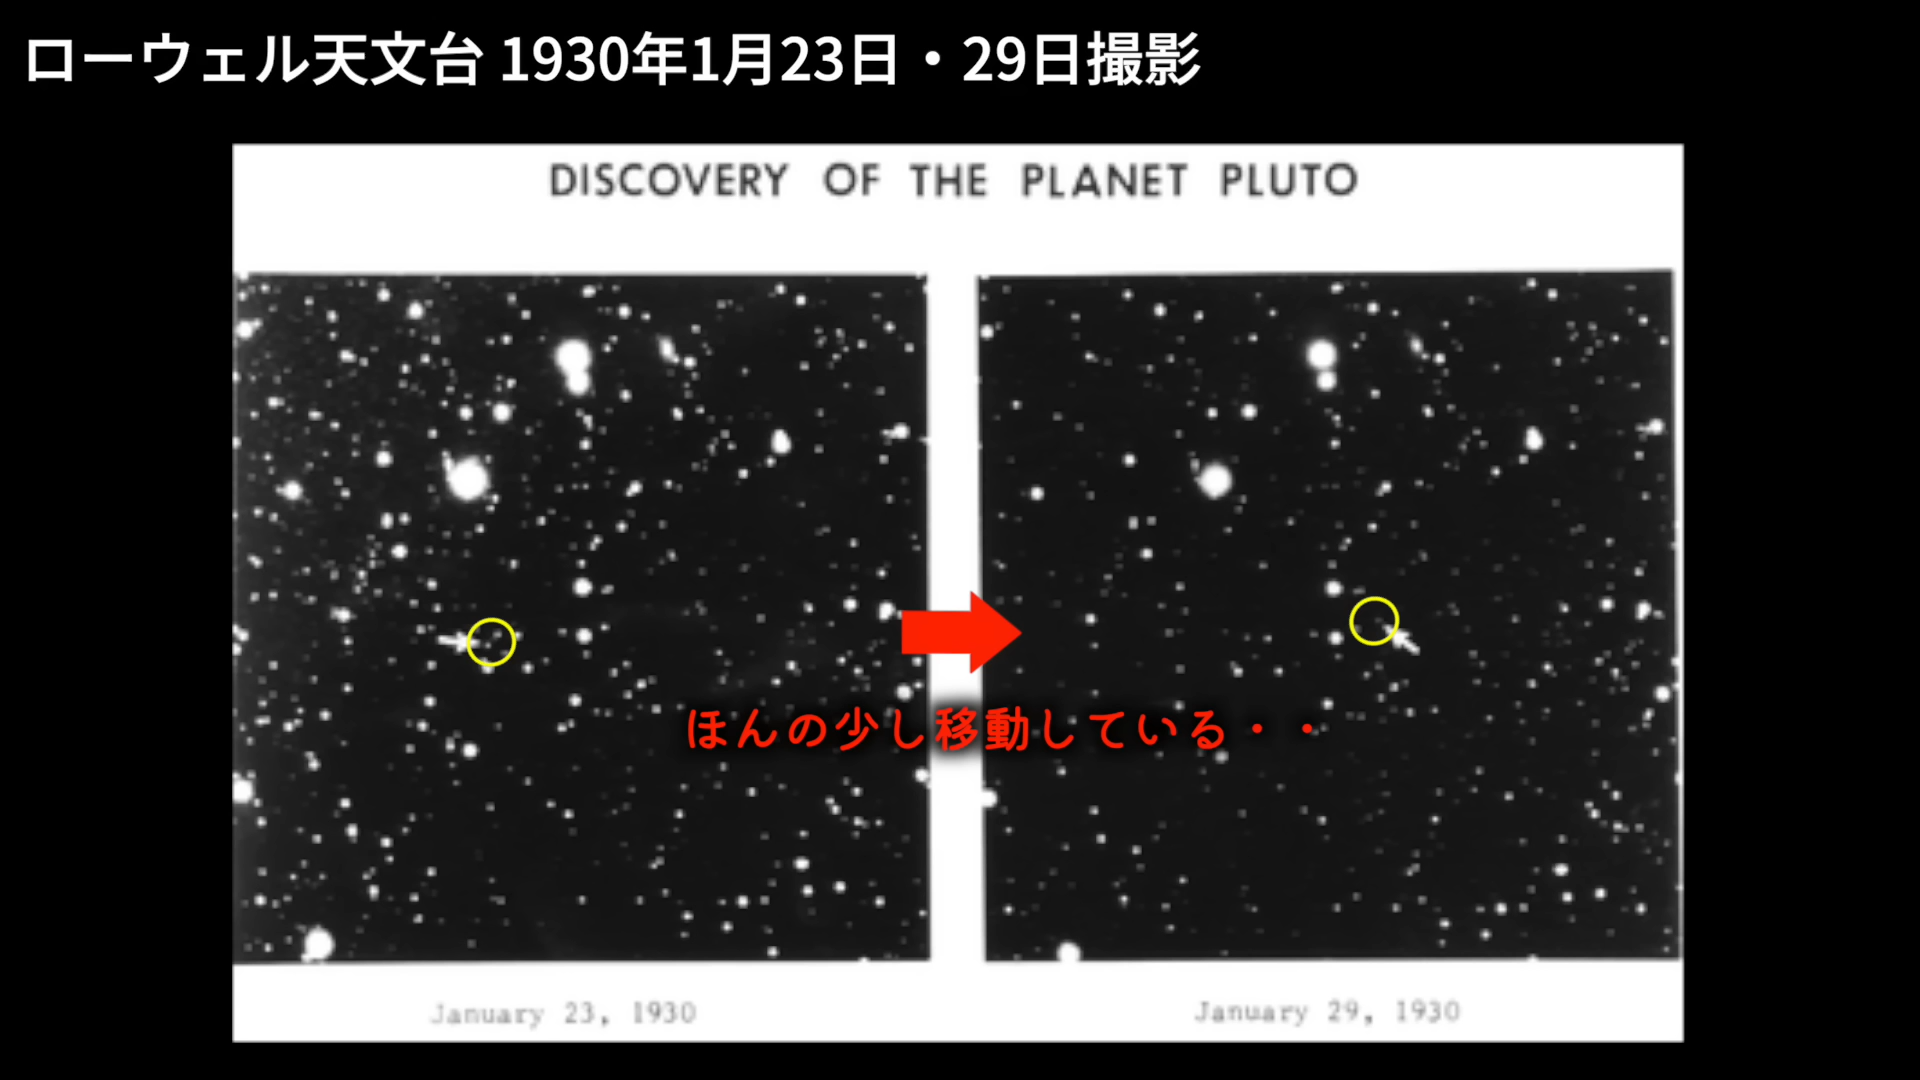 ローウェル天文台 1930年1月23日・29日撮影
DISCOVERY OF THE PLANET PLUTO
ほんの少し移動している・・
January 23, 1930
January 29, 1930